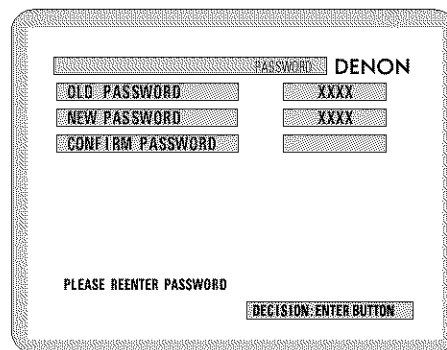 PASSWORD DENON
OLD PASSWORD XXXX
NEW PASSWORD XXXX
CONFIRM PASSWORD
PLEASE REENTER PASSWORD
DECISION: ENTER BUTTON